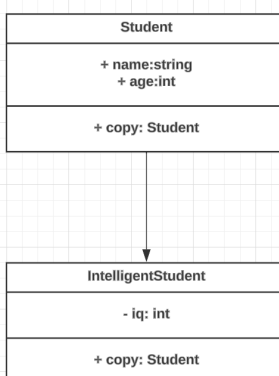 Student
+ name:string
+ age:int
+ copy: Student
IntelligentStudent
- iq: int
+ copy: Student